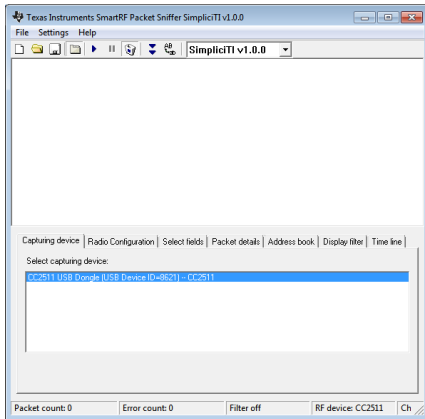 Texas Instruments SmartRF Packet Sniffer SimpliciTI v1.0.0
File Settings Help
SimpliciTI v1.0.0
Capturing device Radio Configuration Select fields Packet details Address book Display filter Time line
Select capturing device:
CC2511 USB Dongle (USB Device ID=8621) -- CC2511
Packet count: 0 Error count: 0 Filter off RF device: CC2511 Ch